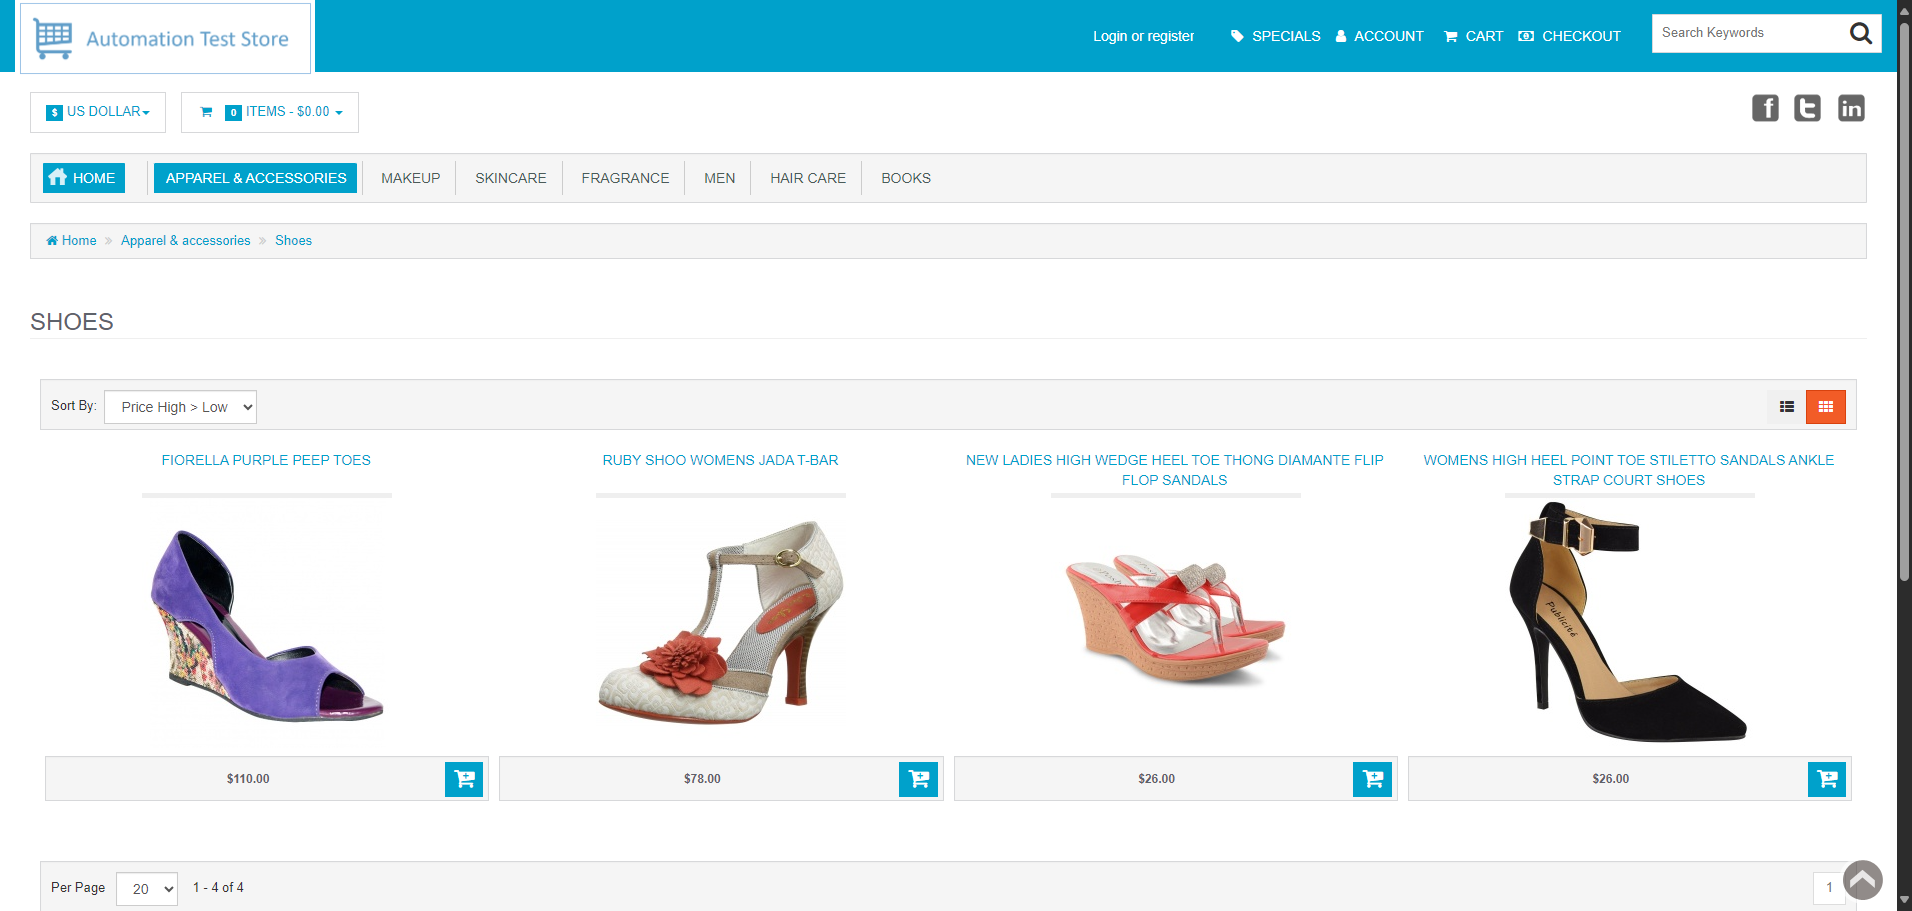 Automation Test Store
Login or register
SPECIALS
ACCOUNT
CART
CHECKOUT
Search Keywords
$ US DOLLAR
0 ITEMS - $0.00
HOME
APPAREL & ACCESSORIES
MAKEUP
SKINCARE
FRAGRANCE
MEN
HAIR CARE
BOOKS
Home » Apparel & accessories » Shoes
SHOES
Sort By: Price High > Low
FIORELLA PURPLE PEEP TOES
RUBY SHOO WOMENS JADA T-BAR
NEW LADIES HIGH WEDGE HEEL TOE THONG DIAMANTE FLIP
FLOP SANDALS
WOMENS HIGH HEEL POINT TOE STILETTO SANDALS ANKLE
STRAP COURT SHOES
Publicité
$110.00
$78.00
$26.00
$26.00
Per Page 20 1 - 4 of 4
1